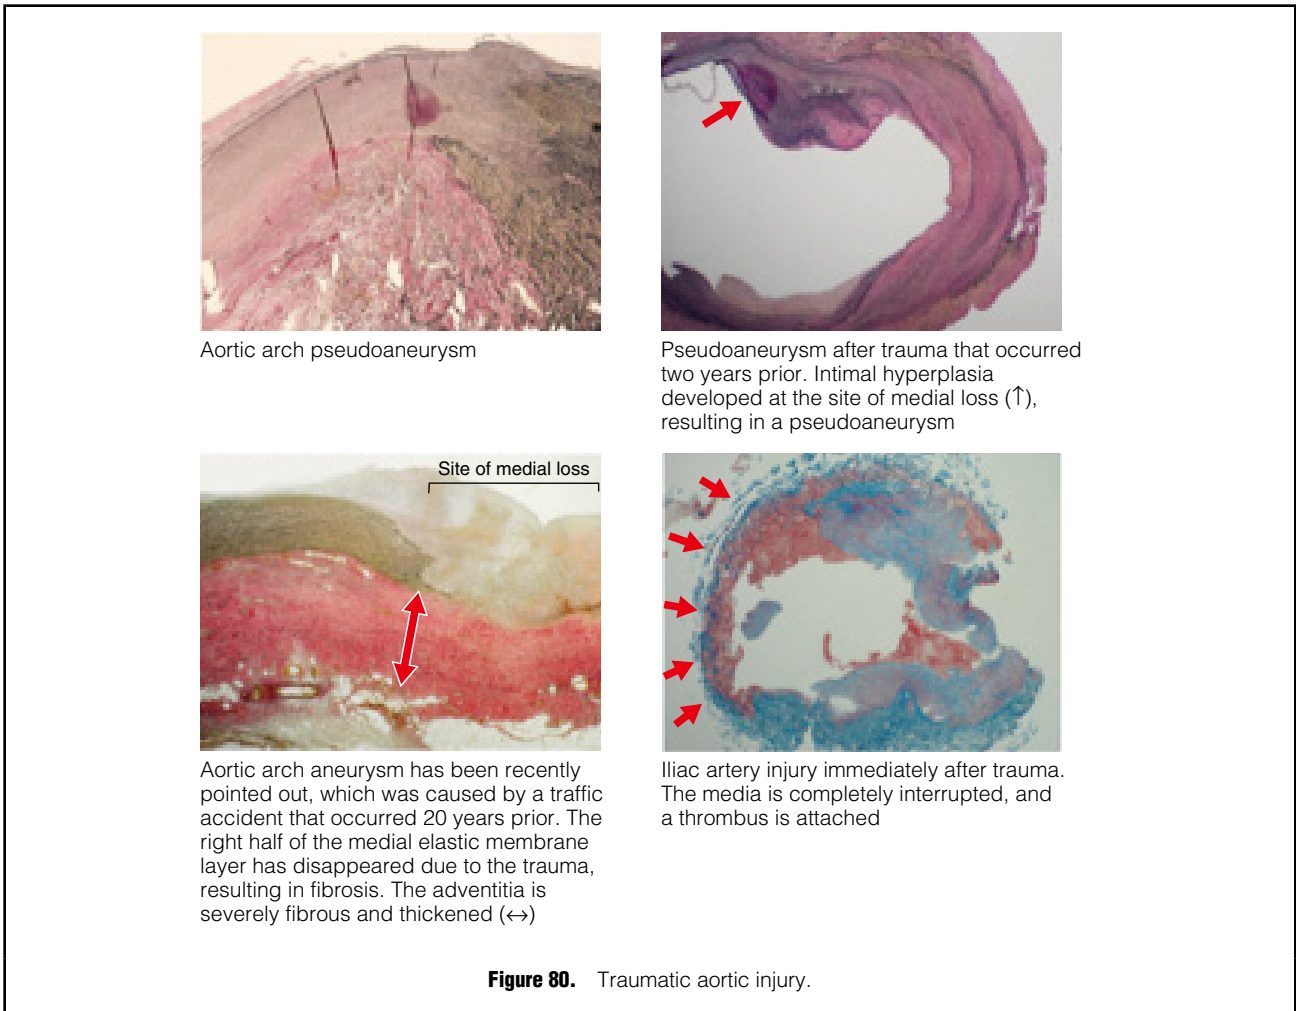 Aortic arch pseudoaneurysm
Pseudoaneurysm after trauma that occurred
two years prior. Intimal hyperplasia
developed at the site of medial loss (↑),
resulting in a pseudoaneurysm
Site of medial loss
Aortic arch aneurysm has been recently
pointed out, which was caused by a traffic
accident that occurred 20 years prior. The
right half of the medial elastic membrane
layer has disappeared due to the trauma,
resulting in fibrosis. The adventitia is
severely fibrous and thickened (↔)
Iliac artery injury immediately after trauma.
The media is completely interrupted, and
a thrombus is attached
Figure 80. Traumatic aortic injury.